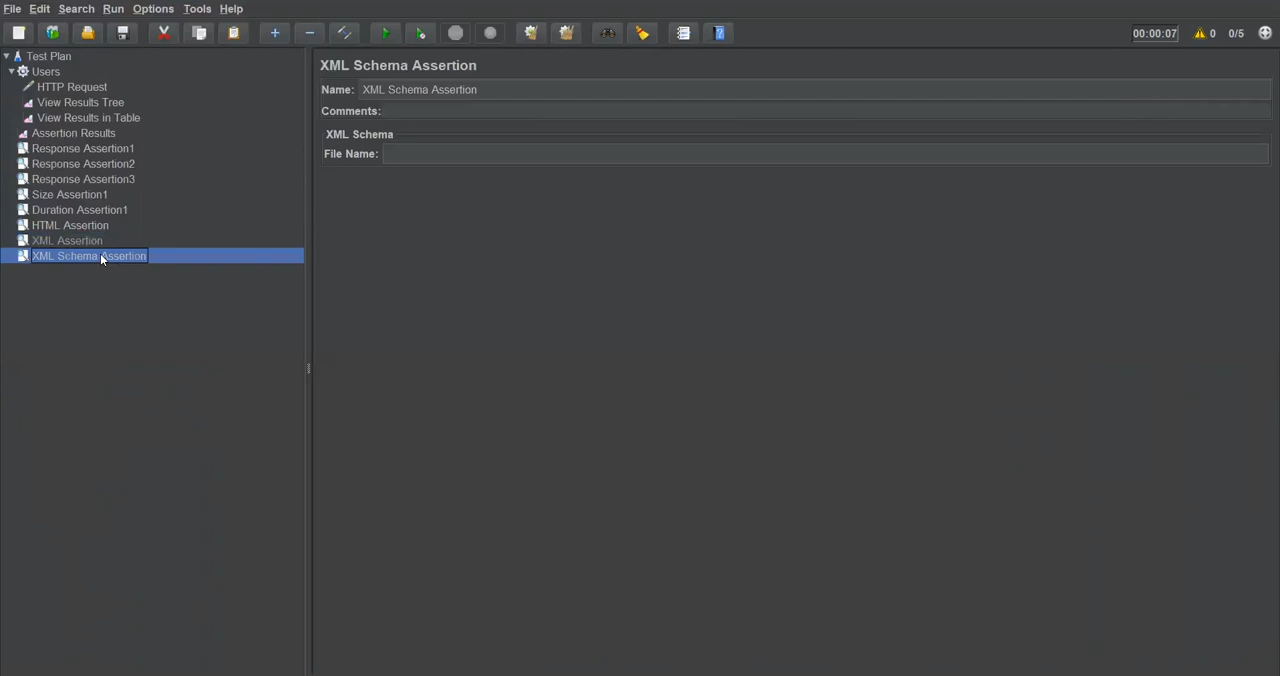 File Edit Search Run Options Tools Help
00:00:07 0 0/5
Test Plan
Users
HTTP Request
View Results Tree
View Results in Table
Assertion Results
Response Assertion1
Response Assertion2
Response Assertion3
Size Assertion1
Duration Assertion1
HTML Assertion
XML Assertion
XML Schema Assertion
XML Schema Assertion
Name: XML Schema Assertion
Comments:
XML Schema
File Name: